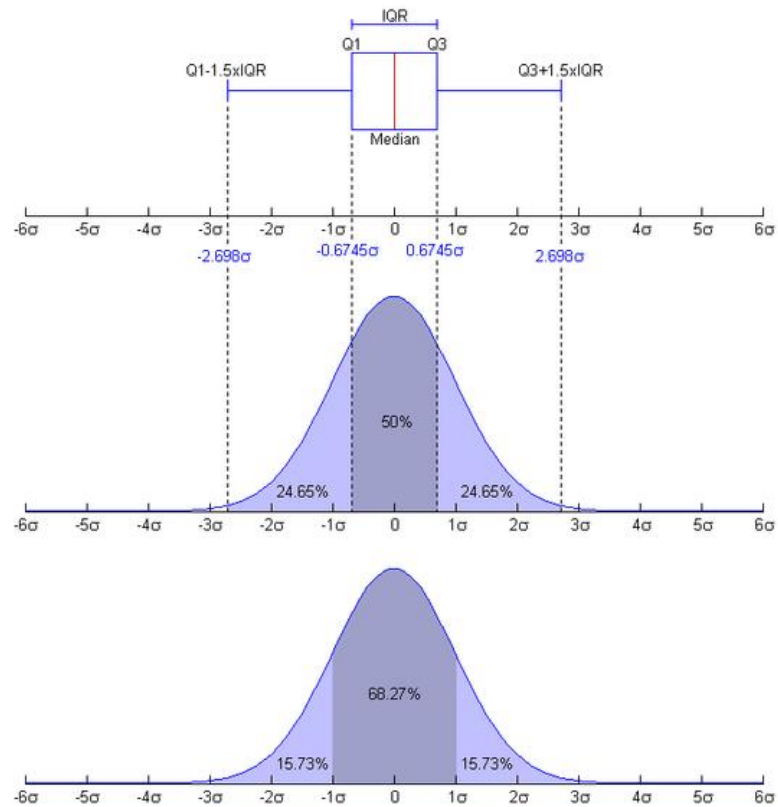 IQR
Q1 Q3
Q1-1.5xIQR Q3+1.5xIQR
Median
-6σ -5σ -4σ -3σ -2σ -1σ 0 1σ 2σ 3σ 4σ 5σ 6σ
-2.698σ -0.6745σ 0.6745σ 2.698σ
50%
24.65% 24.65%
-6σ -5σ -4σ -3σ -2σ -1σ 0 1σ 2σ 3σ 4σ 5σ 6σ
68.27%
15.73% 15.73%
-6σ -5σ -4σ -3σ -2σ -1σ 0 1σ 2σ 3σ 4σ 5σ 6σ